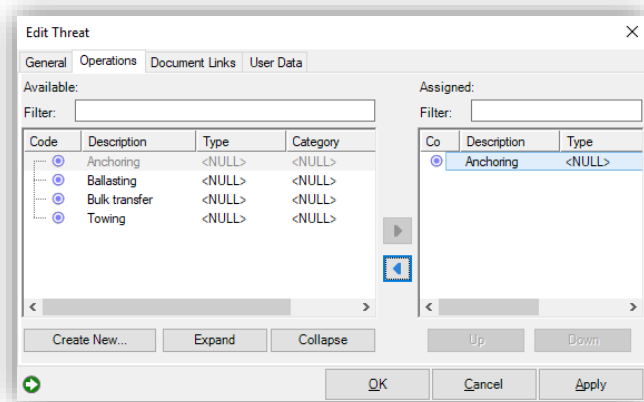 Edit Threat
General Operations Document Links User Data
Available: Assigned:
Filter: Filter:
Code Description Type Category Co Description Type
Anchoring <NULL> <NULL> Anchoring <NULL>
Ballasting <NULL> <NULL>
Bulk transfer <NULL> <NULL>
Towing <NULL> <NULL>
Create New... Expand Collapse Up Down
OK Cancel Apply